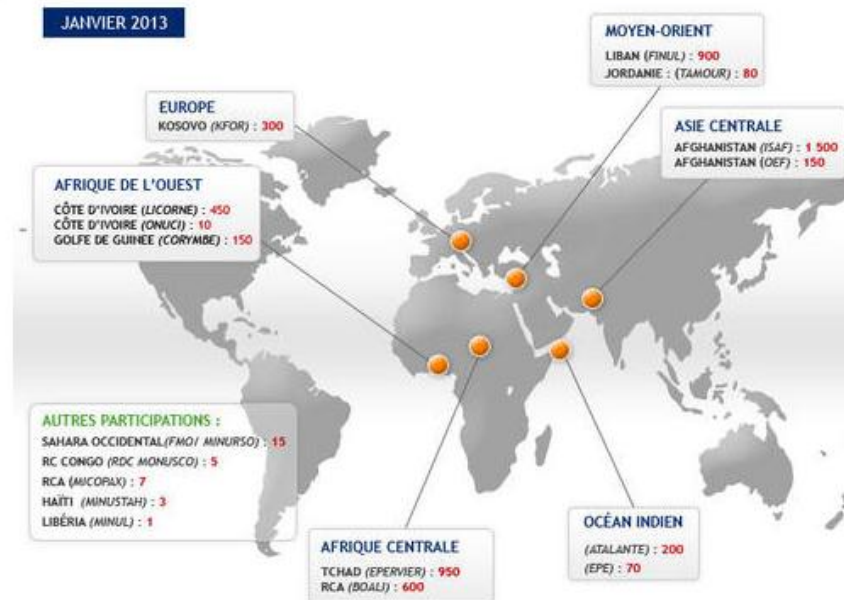 JANVIER 2013
MOYEN-ORIENT
LIBAN (FINUL) : 900
JORDANIE : (TAMOUR) : 80
EUROPE
KOSOVO (KFOR) : 300
ASIE CENTRALE
AFGHANISTAN (ISAF) : 1 500
AFGHANISTAN (OEF) : 150
AFRIQUE DE L'OUEST
CÔTE D'IVOIRE (LICORNE) : 450
CÔTE D'IVOIRE (ONUCI) : 10
GOLFE DE GUINEE (CORYMBE) : 150
AUTRES PARTICIPATIONS :
SAHARA OCCIDENTAL(FMO/ MINURSO) : 15
RC CONGO (RDC MONUSCO) : 5
RCA (MICOPAX) : 7
HAÏTI (MINUSTAH) : 3
LIBÉRIA (MINUL) : 1
AFRIQUE CENTRALE
TCHAD (EPERVIER) : 950
RCA (BOALI) : 600
OCÉAN INDIEN
(ATALANTE) : 200
(EPE) : 70